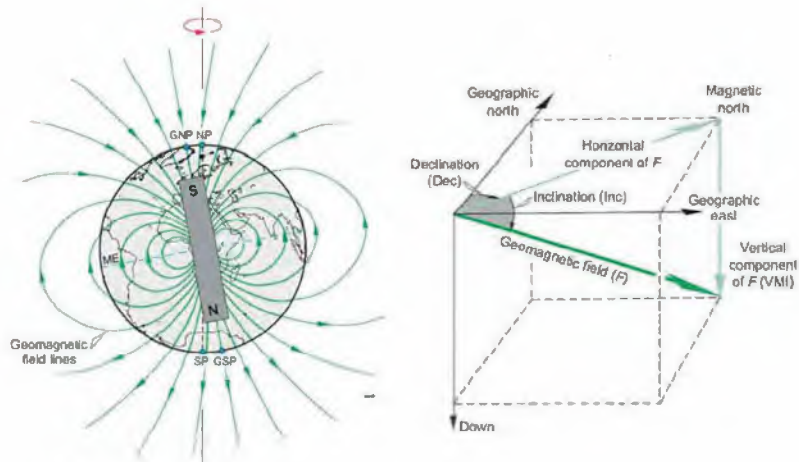 GNP NP
S
ME
N
Geomagnetic
field lines
SP GSP
Geographic
north
Magnetic
north
Horizontal
component of F
Declination
(Dec)
Inclination (Inc)
Geographic
east
Geomagnetic field (F)
Vertical
component
of F (VMI)
Down